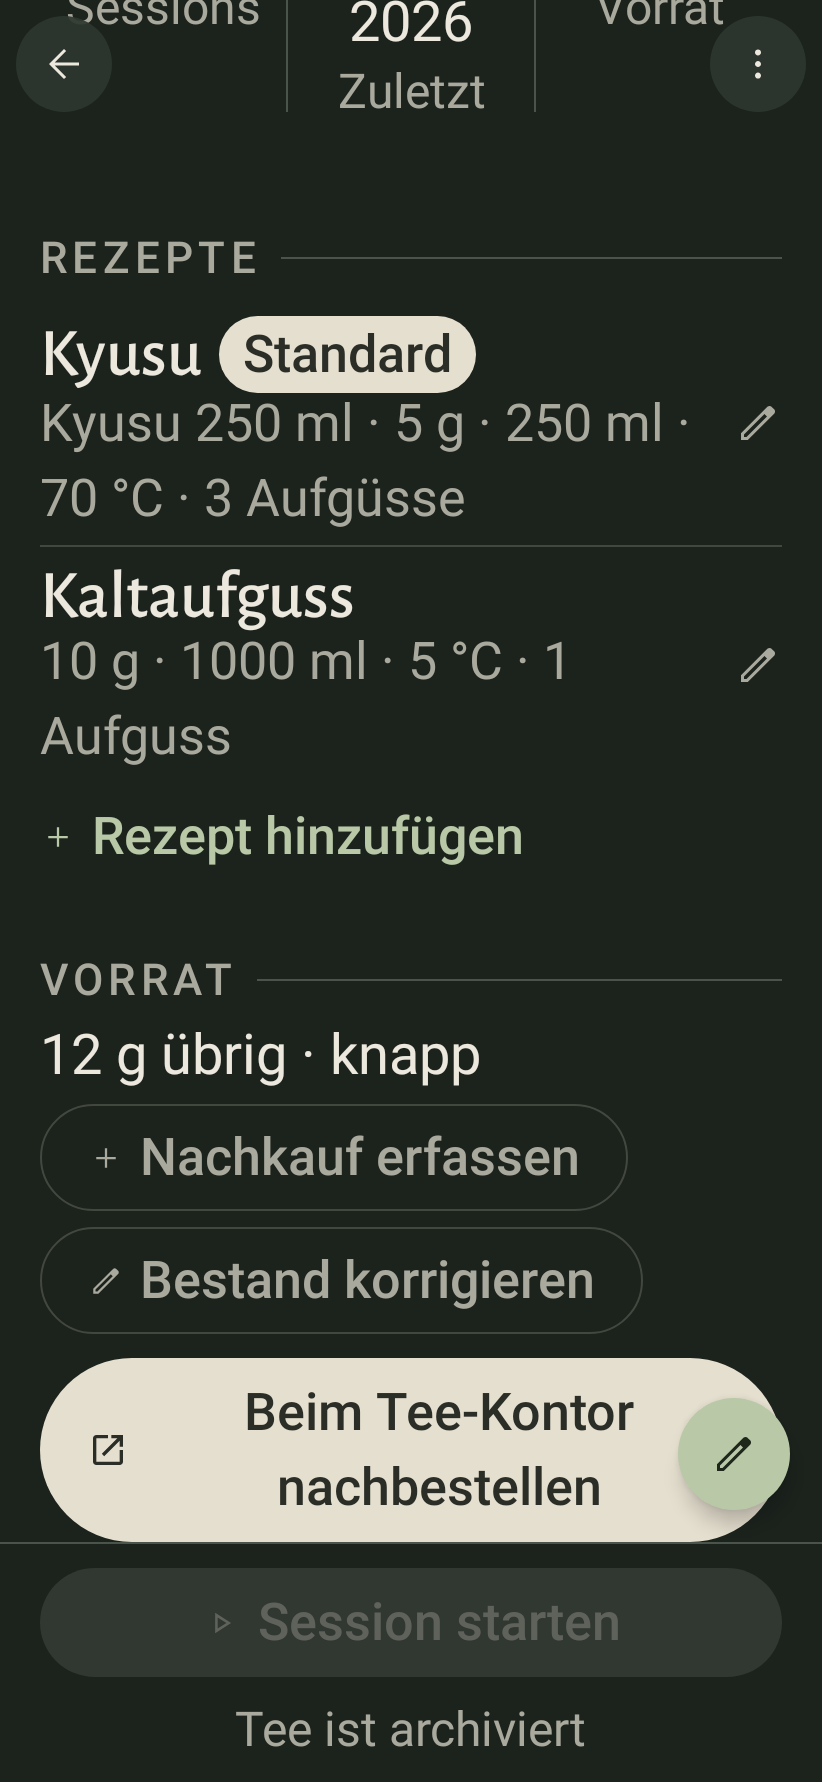 Sessions
2026
Vorrat
Zuletzt
REZEPTE
Kyusu Standard
Kyusu 250 ml · 5 g · 250 ml ·
70 °C · 3 Aufgüsse
Kaltaufguss
10 g · 1000 ml · 5 °C · 1
Aufguss
+ Rezept hinzufügen
VORRAT
12 g übrig · knapp
+ Nachkauf erfassen
Bestand korrigieren
Beim Tee-Kontor
nachbestellen
Session starten
Tee ist archiviert